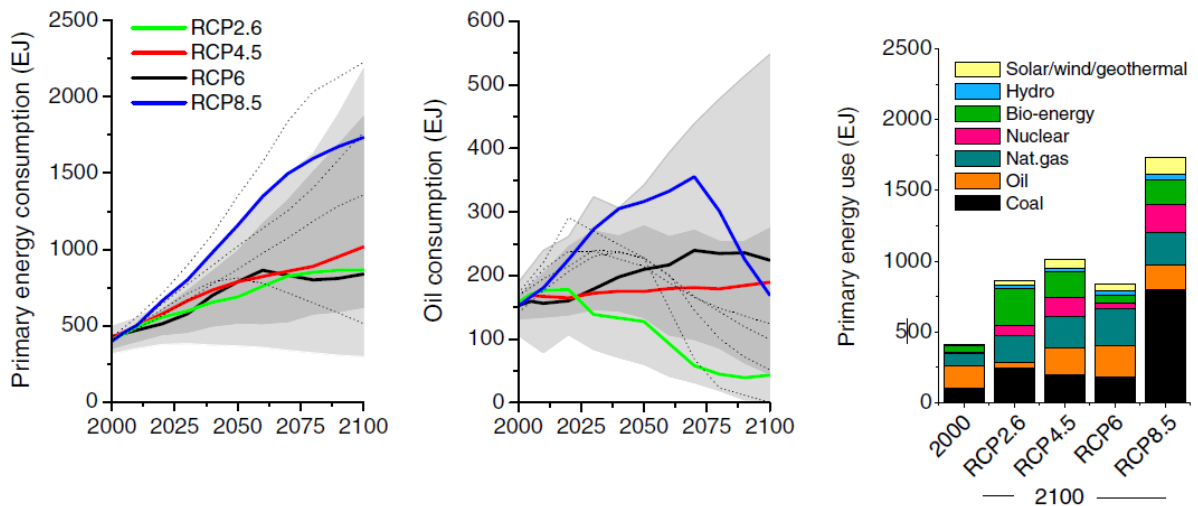 Primary energy consumption (EJ)
2500
2000
1500
1000
500
0
2000 2025 2050 2075 2100
RCP2.6
RCP4.5
RCP6
RCP8.5
Oil consumption (EJ)
600
500
400
300
200
100
0
2000 2025 2050 2075 2100
Primary energy use (EJ)
2500
2000
1500
1000
500
0
Solar/wind/geothermal
Hydro
Bio-energy
Nuclear
Nat.gas
Oil
Coal
2000 RCP2.6 RCP4.5 RCP6 RCP8.5
2100